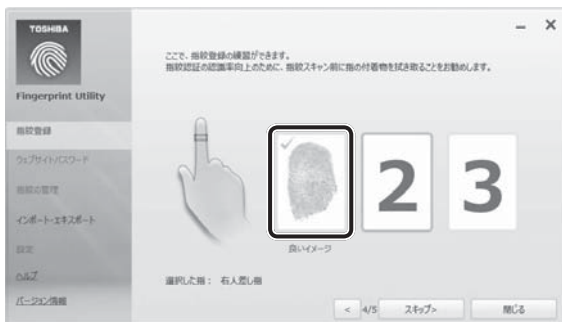 TOSHIBA
Fingerprint Utility
指紋登録
ウェブサイトパスワード
指紋の管理
インポート・エクスポート
設定
ヘルプ
バージョン情報
ここで、指紋登録の練習ができます。
指紋認証の認識率向上のために、指紋スキャン前に指の付着物を拭き取ることをお勧めします。
2
3
良いイメージ
選択した指： 右人差し指
<
4/5
スキップ>
閉じる